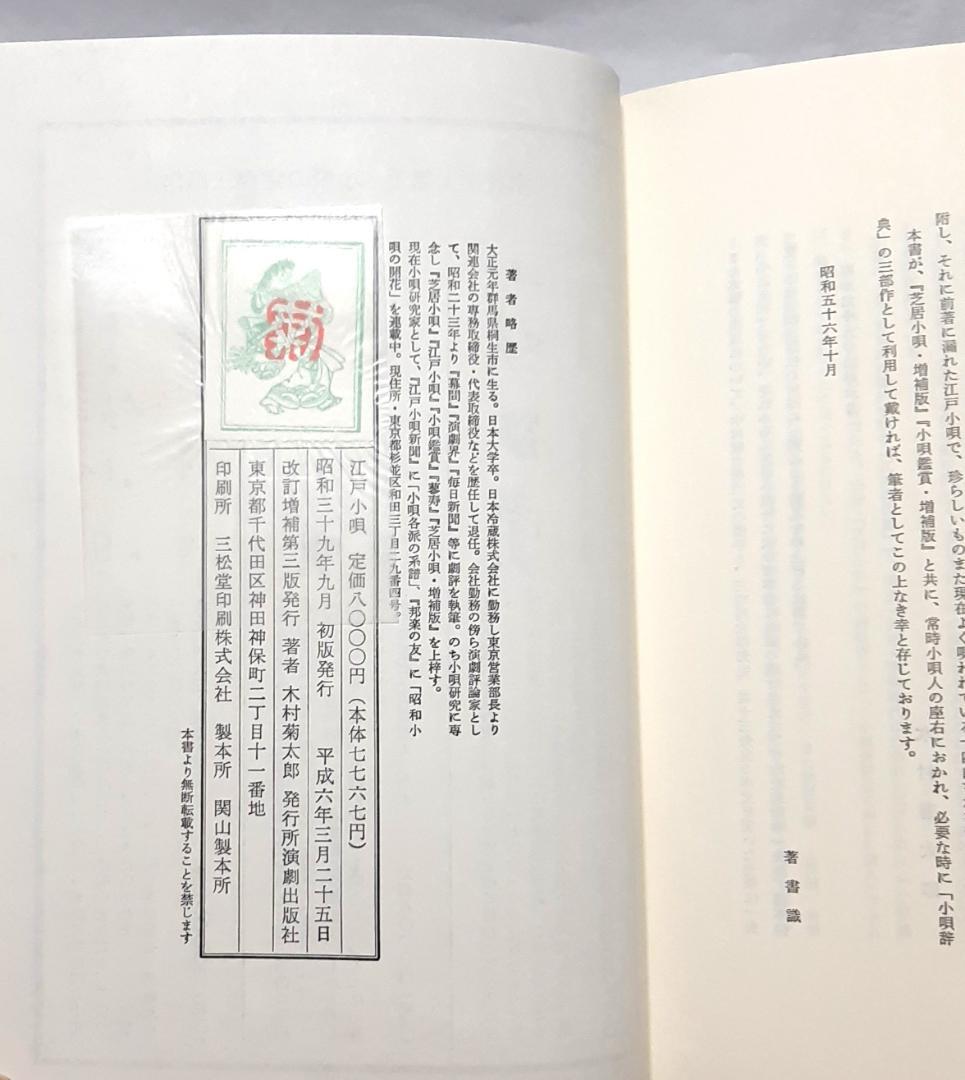 附し、それに前著に漏れた江戸小唄で、珍らしいものまた現在よく唄われている
本書が、『芝居小唄・増補版』『小唄鑑賞・増補版』と共に、常時小唄人の座右におかれ、必要な時に「小唄辞
典」の三部作として利用して戴ければ、筆者としてこの上なき幸と存じております。
昭和五十六年十月
著書識
著者略歴
大正元年群馬県桐生市に生る。日本大学卒。日本冷蔵株式会社に勤務し東京営業部長より
関連会社の専務取締役・代表取締役などを歴任して退任。会社勤務の傍ら演劇評論家とし
て、昭和二十三年より『幕間』『演劇界』『毎日新聞』等に劇評を執筆。のち小唄研究に専
念し『芝居小唄』『江戸小唄』『小唄鑑賞』『蓼寿』『芝居小唄・増補版』を上梓す。
現在小唄研究家として、『江戸小唄新聞』に「小唄各派の系譜」、『邦楽の友』に「昭和小
唄の開花」を連載中。現住所・東京都杉並区和田三丁目二九番四号。
江戸小唄 定価八〇〇〇円（本体七七六七円）
昭和三十九年九月 初版発行 平成六年三月二十五日
改訂増補第三版発行 著者 木村菊太郎 発行所演劇出版社
東京都千代田区神田神保町二丁目十一番地
印刷所 三松堂印刷株式会社 製本所 関山製本所
本書より無断転載することを禁じます